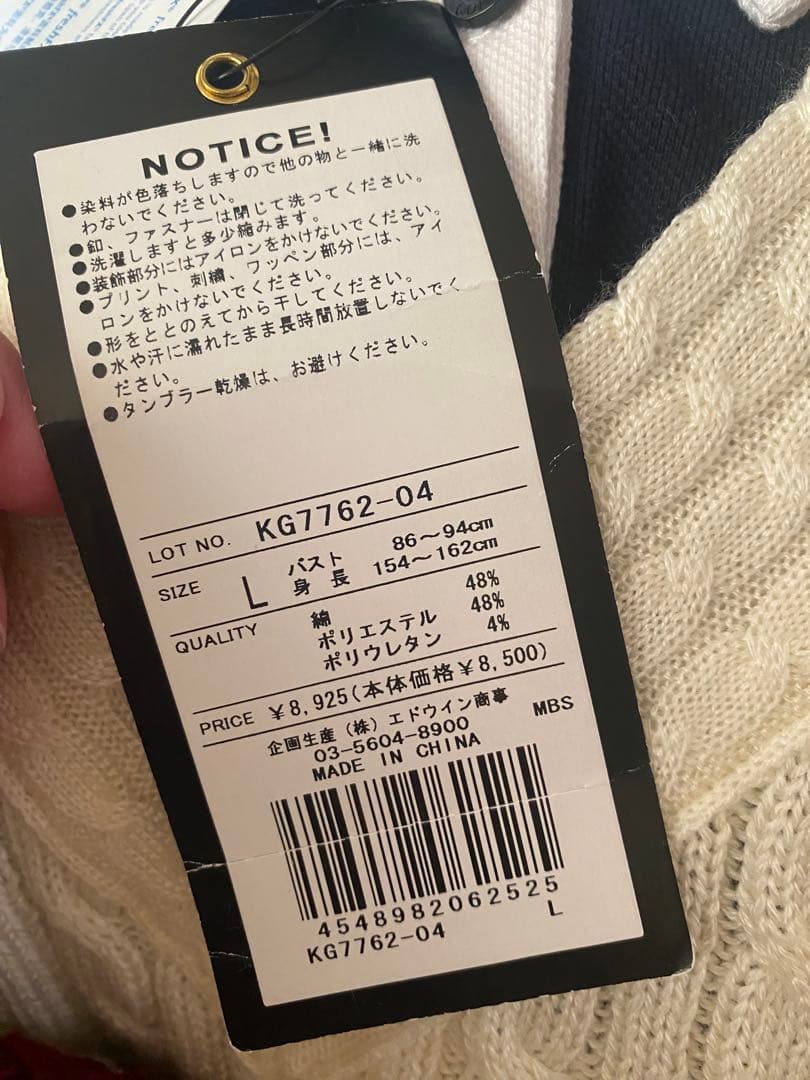 NOTICE!
●染料が色落ちしますので他の物と一緒に洗
わないでください。
●釦、ファスナーは閉じて洗ってください。
●洗濯しますと多少縮みます。
●装飾部分にはアイロンをかけないでください。
●プリント、刺繍、ワッペン部分には、アイ
ロンをかけないでください。
●形をととのえてから干してください。
●水や汗に濡れたまま長時間放置しないでく
ださい。
●タンブラー乾燥は、お避けください。
LOT NO. KG7762-04
SIZE L バスト 86～94cm
身長 154～162cm
QUALITY 綿 48%
ポリエステル 48%
ポリウレタン 4%
PRICE ￥8,925(本体価格￥8,500)
企画生産（株）エドウイン商事
03-5604-8900 MBS
MADE IN CHINA
4548982062525
KG7762-04 L